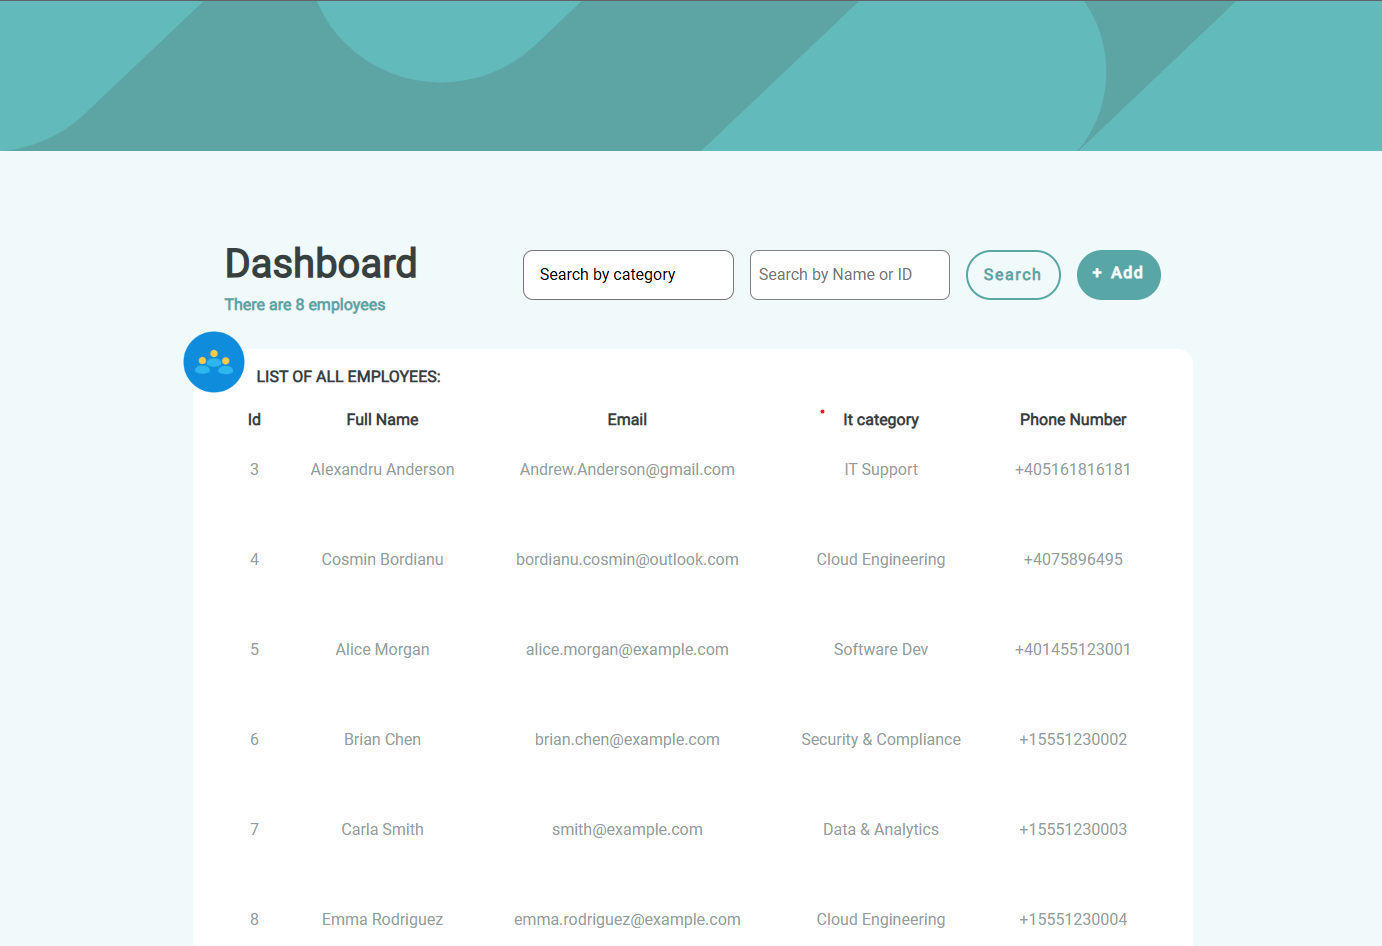 Dashboard
There are 8 employees
Search by category
Search by Name or ID
Search
+ Add
LIST OF ALL EMPLOYEES:
Id Full Name Email It category Phone Number
3 Alexandru Anderson Andrew.Anderson@gmail.com IT Support +405161816181
4 Cosmin Bordianu bordianu.cosmin@outlook.com Cloud Engineering +4075896495
5 Alice Morgan alice.morgan@example.com Software Dev +401455123001
6 Brian Chen brian.chen@example.com Security & Compliance +15551230002
7 Carla Smith smith@example.com Data & Analytics +15551230003
8 Emma Rodriguez emma.rodriguez@example.com Cloud Engineering +15551230004